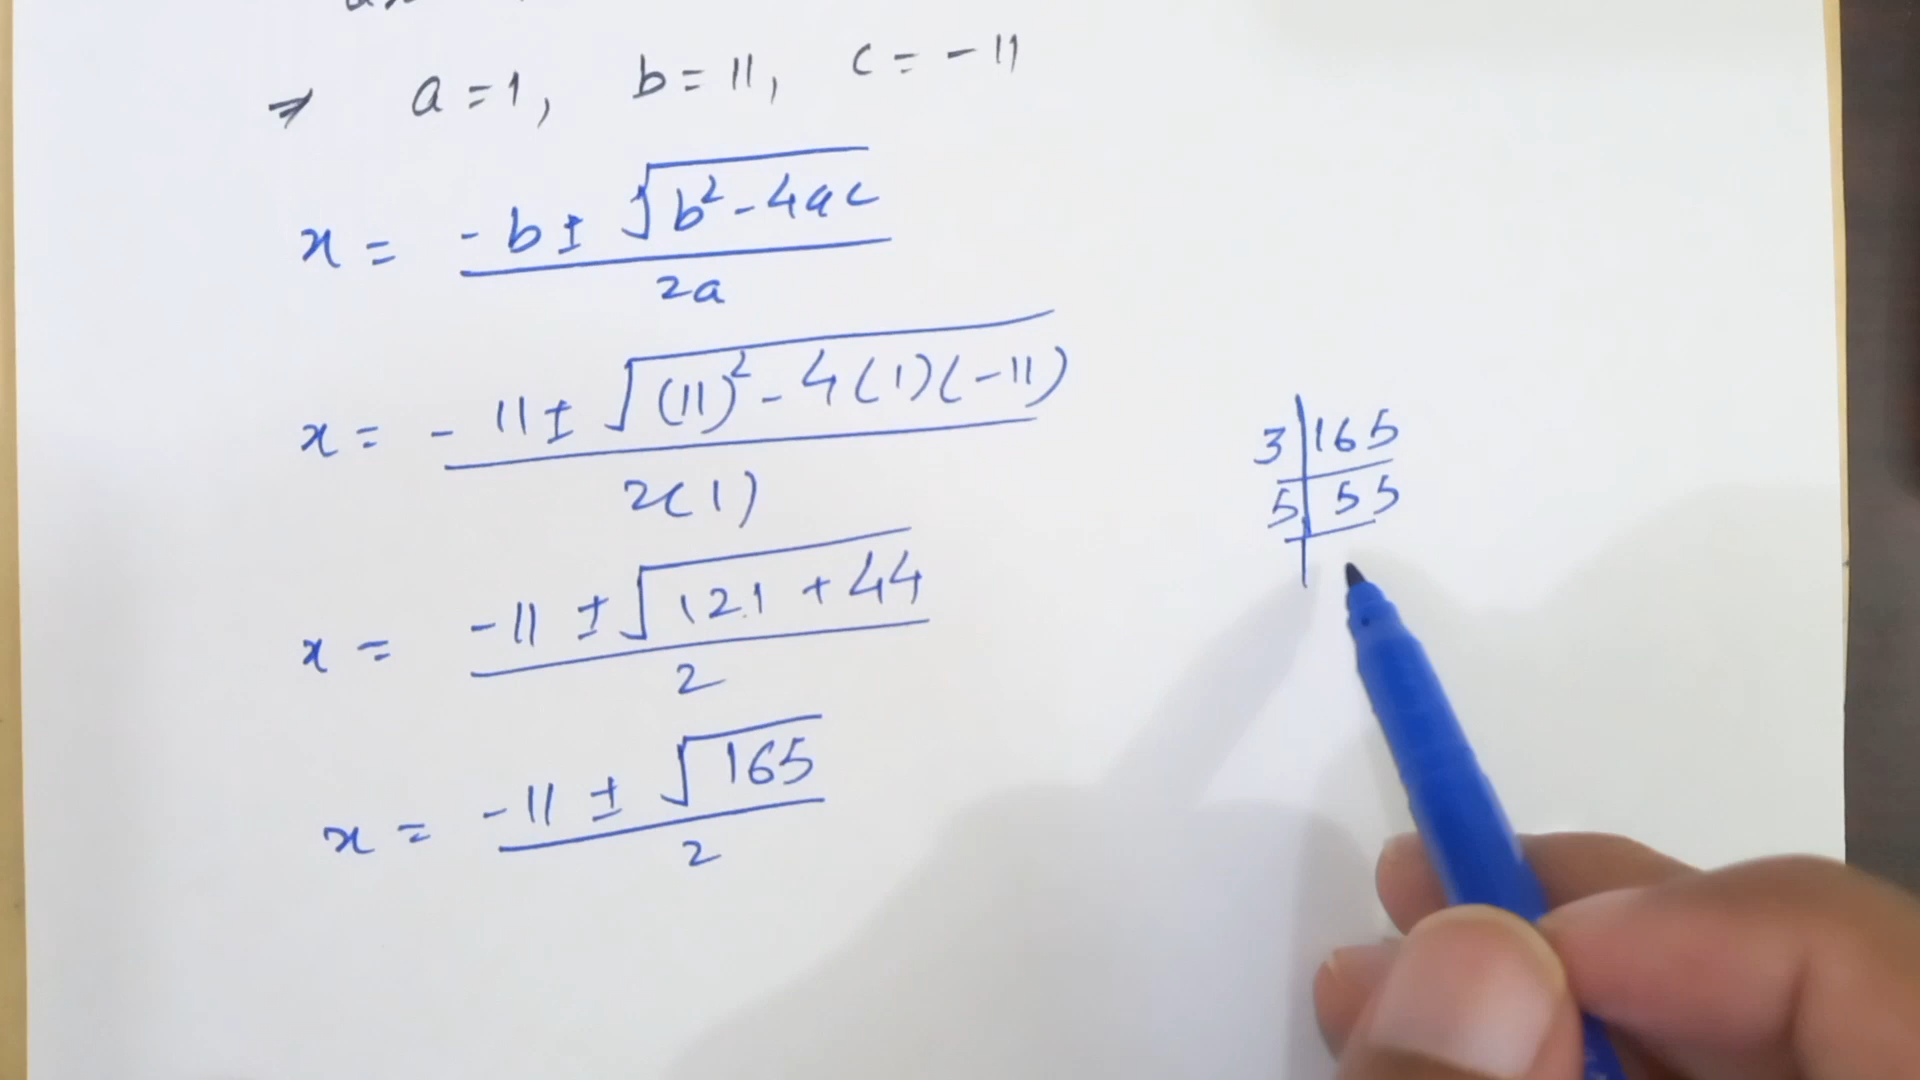 ⇒ a=1, b=11, c=-11
x = -b ± √(b² - 4ac) / 2a
x = -11 ± √((11)² - 4(1)(-11)) / 2(1)
x = -11 ± √(121 + 44) / 2
x = -11 ± √165 / 2
3 | 165
5 | 55